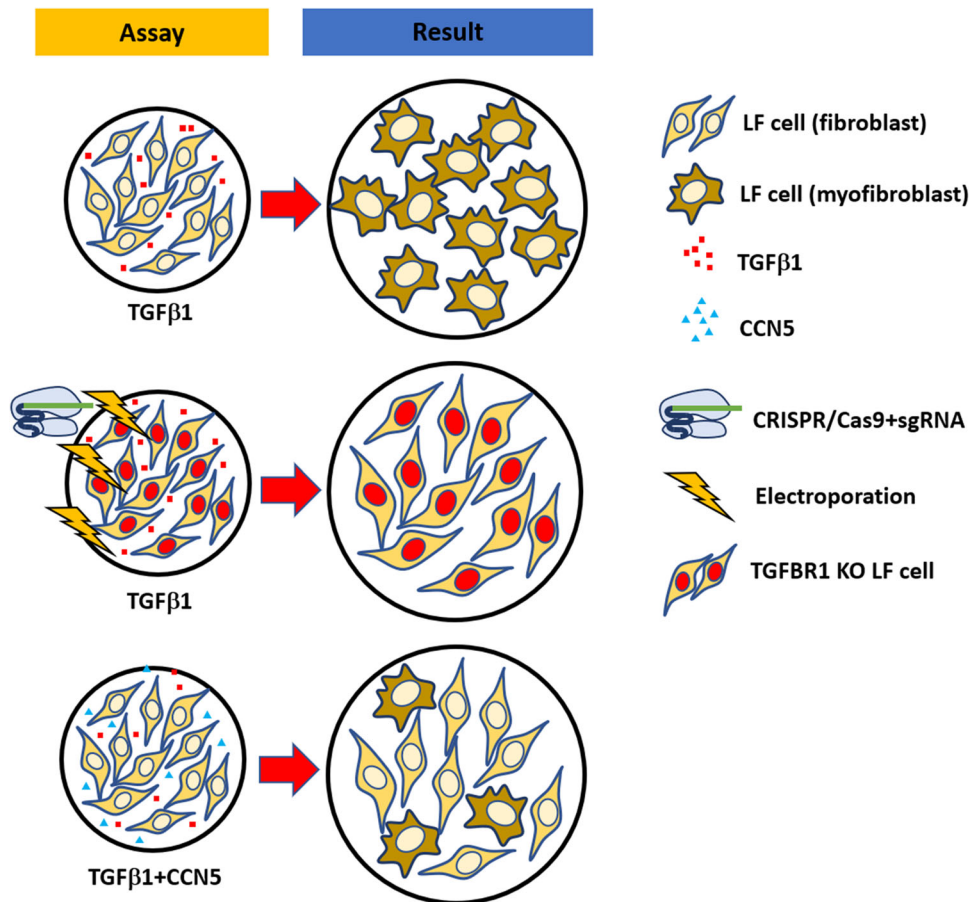 Assay
Result
TGFβ1
TGFβ1
TGFβ1+CCN5
LF cell (fibroblast)
LF cell (myofibroblast)
TGFβ1
CCN5
CRISPR/Cas9+sgRNA
Electroporation
TGFBR1 KO LF cell